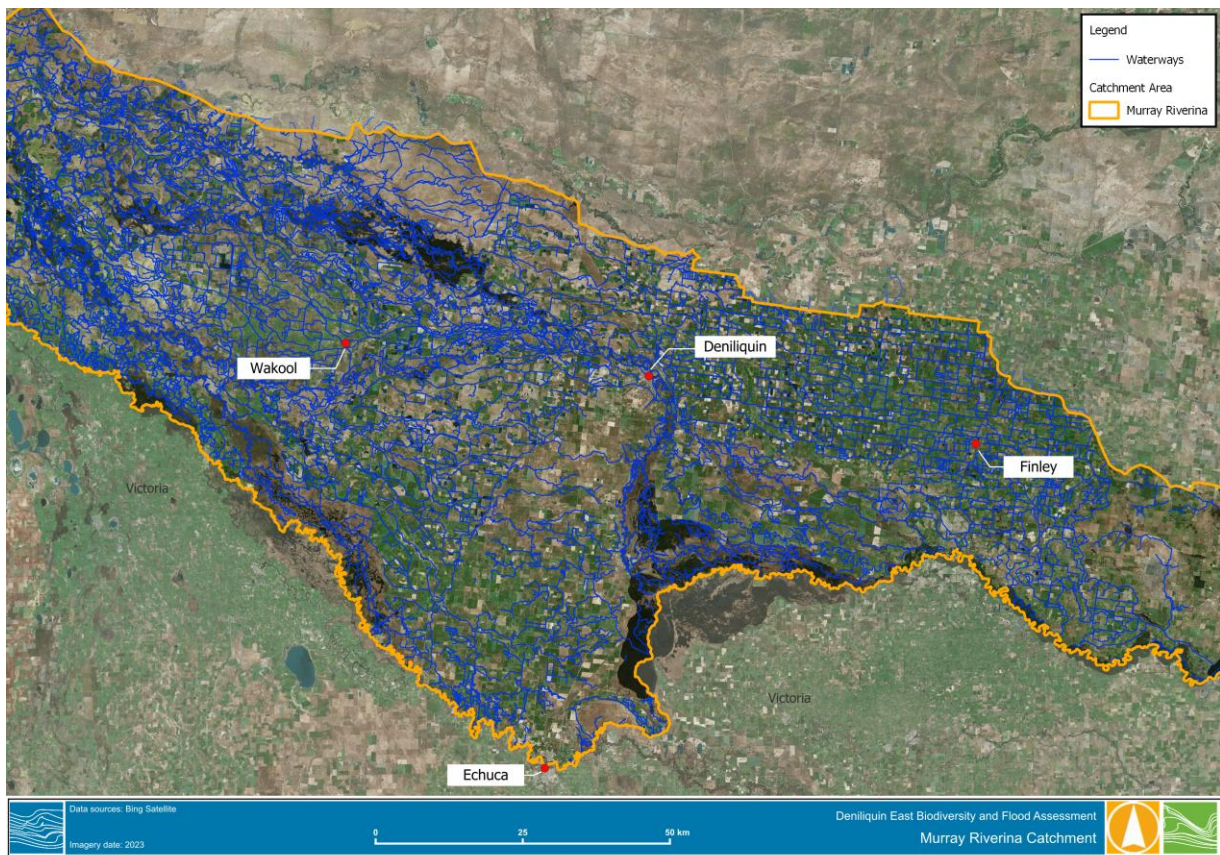 Legend
Waterways
Catchment Area
Murray Riverina
Deniliquin
Wakool
Finley
Victoria
Victoria
Echuca
Data sources: Bing Satellite
Imagery date: 2023
0 25 50 km
Deniliquin East Biodiversity and Flood Assessment
Murray Riverina Catchment